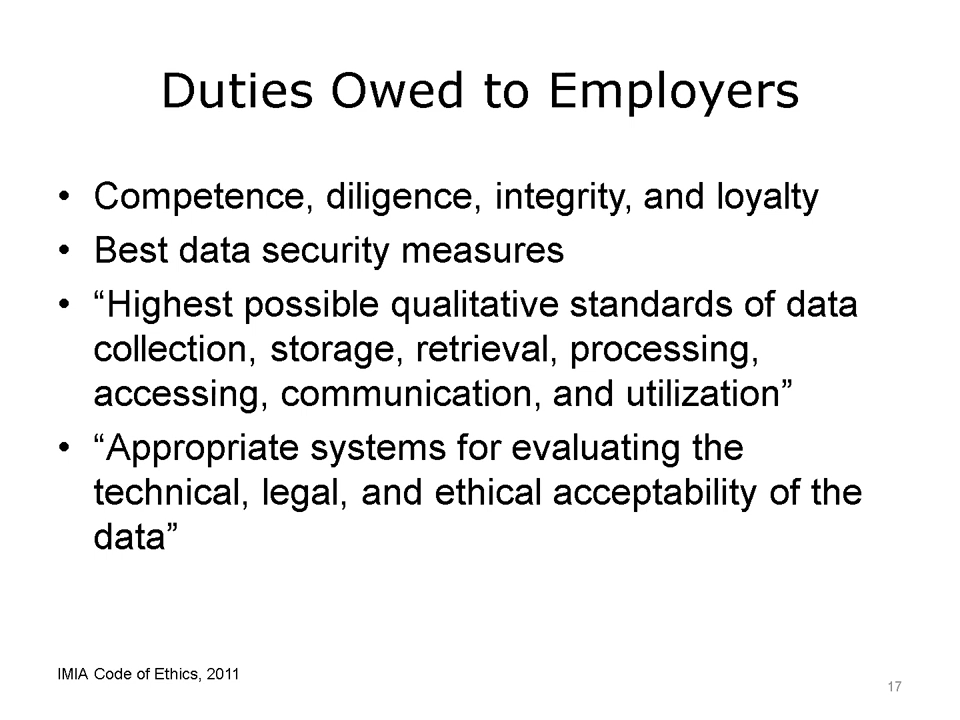 Duties Owed to Employers
• Competence, diligence, integrity, and loyalty
• Best data security measures
• “Highest possible qualitative standards of data
collection, storage, retrieval, processing,
accessing, communication, and utilization”
• “Appropriate systems for evaluating the
technical, legal, and ethical acceptability of the
data”
IMIA Code of Ethics, 2011
17